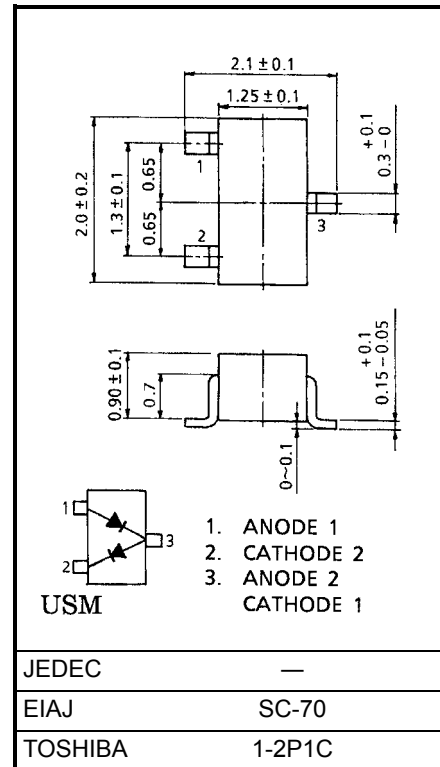 2.1±0.1
1.25±0.1
+0.1
0.3-0
2.0±0.2
1.3±0.1
0.65
0.65
1
2
3
0.90±0.1
0.7
0~0.1
+0.1
0.15-0.05
1
2
3
USM
1. ANODE 1
2. CATHODE 2
3. ANODE 2
CATHODE 1
JEDEC —
EIAJ SC-70
TOSHIBA 1-2P1C